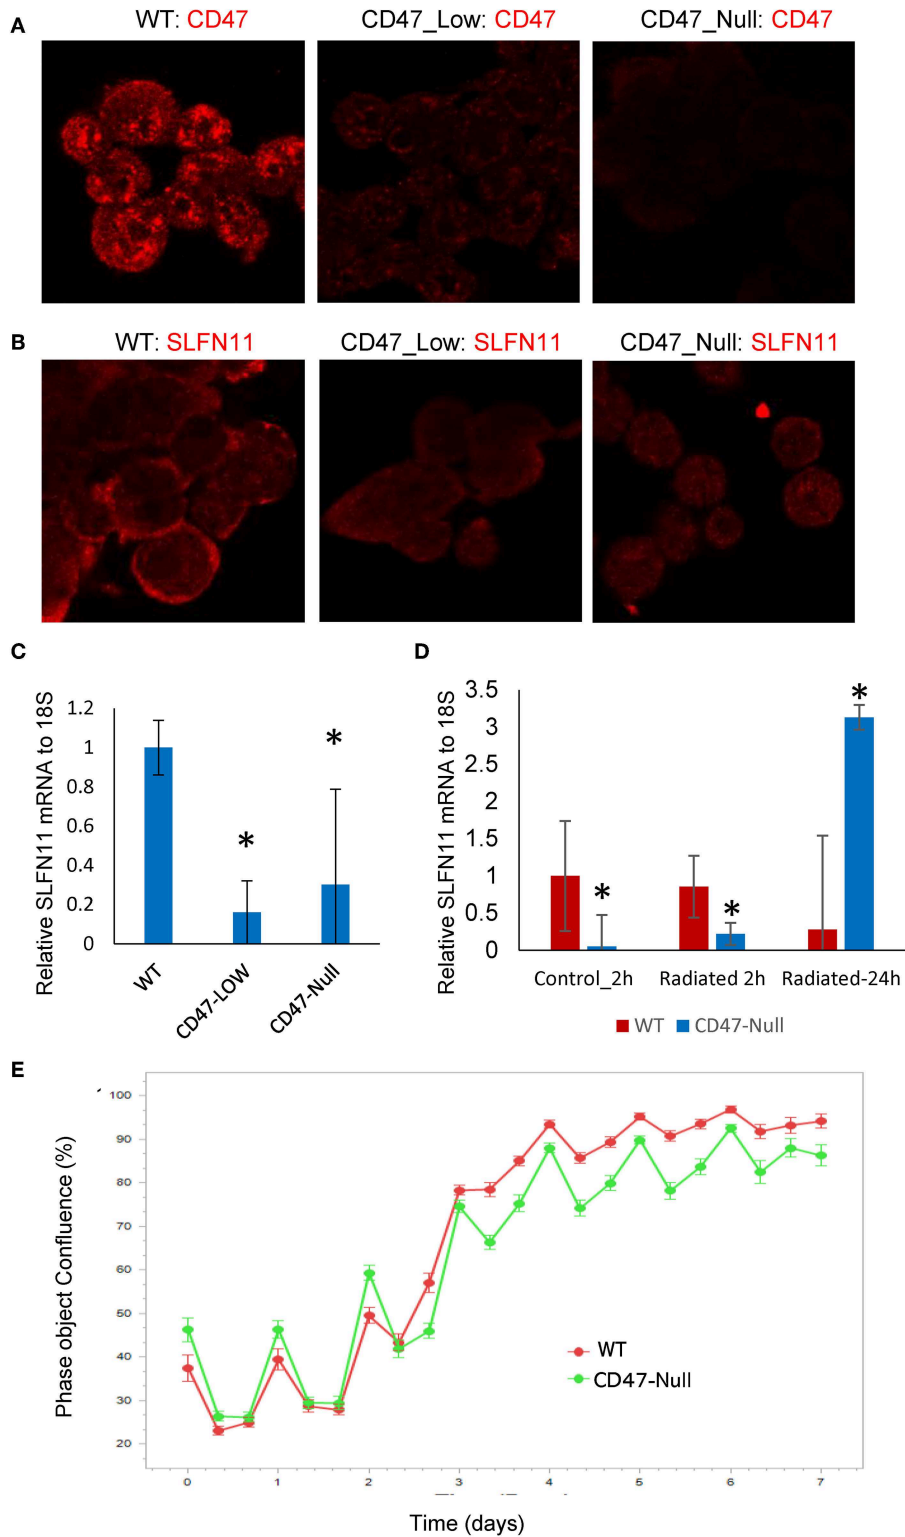 A
WT: CD47
CD47_Low: CD47
CD47_Null: CD47
B
WT: SLFN11
CD47_Low: SLFN11
CD47_Null: SLFN11
C
Relative SLFN11 mRNA to 18S
1.2
1
0.8
0.6
0.4
0.2
0
*
*
WT
CD47-LOW
CD47-Null
D
Relative SLFN11 mRNA to 18S
3.5
3
2.5
2
1.5
1
0.5
0
*
*
*
Control_2h
Radiated 2h
Radiated-24h
WT
CD47-Null
E
Phase object Confluence (%)
100
90
80
70
60
50
40
30
20
WT
CD47-Null
0 1 2 3 4 5 6 7
Time (days)